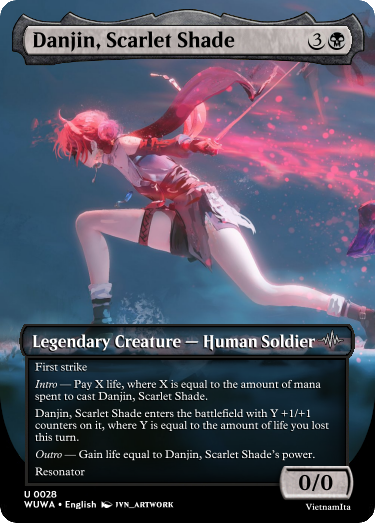 Danjin, Scarlet Shade 3
Legendary Creature — Human Soldier
First strike
Intro — Pay X life, where X is equal to the amount of mana
spent to cast Danjin, Scarlet Shade.
Danjin, Scarlet Shade enters the battlefield with Y +1/+1
counters on it, where Y is equal to the amount of life you lost
this turn.
Outro — Gain life equal to Danjin, Scarlet Shade's power.
Resonator
0/0
U 0028
WUWA • English JVN_ARTWORK
VietnamIta